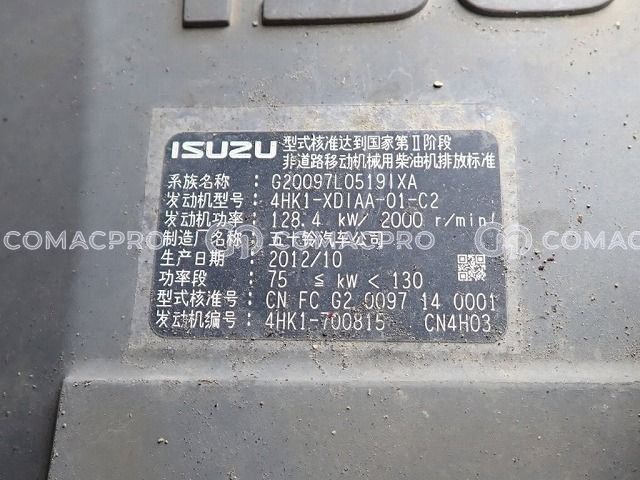 ISUZU 型式核准达到国家第Ⅱ阶段
非道路移动机械用柴油机排放标准
系族名称: G20097L0519IXA
发动机型号: 4HK1-XDIAA-01-C2
发动机功率: 128.4 kW/ 2000 r/min
制造厂名称: 五十铃汽车公司
生产日期: 2012/10
功率段: 75 ≤ kW < 130
型式核准号: CN FC G2 0097 14 0001
发动机编号: 4HK1-700815 CN4H03
COMACPRO COMACPRO COMACPRO